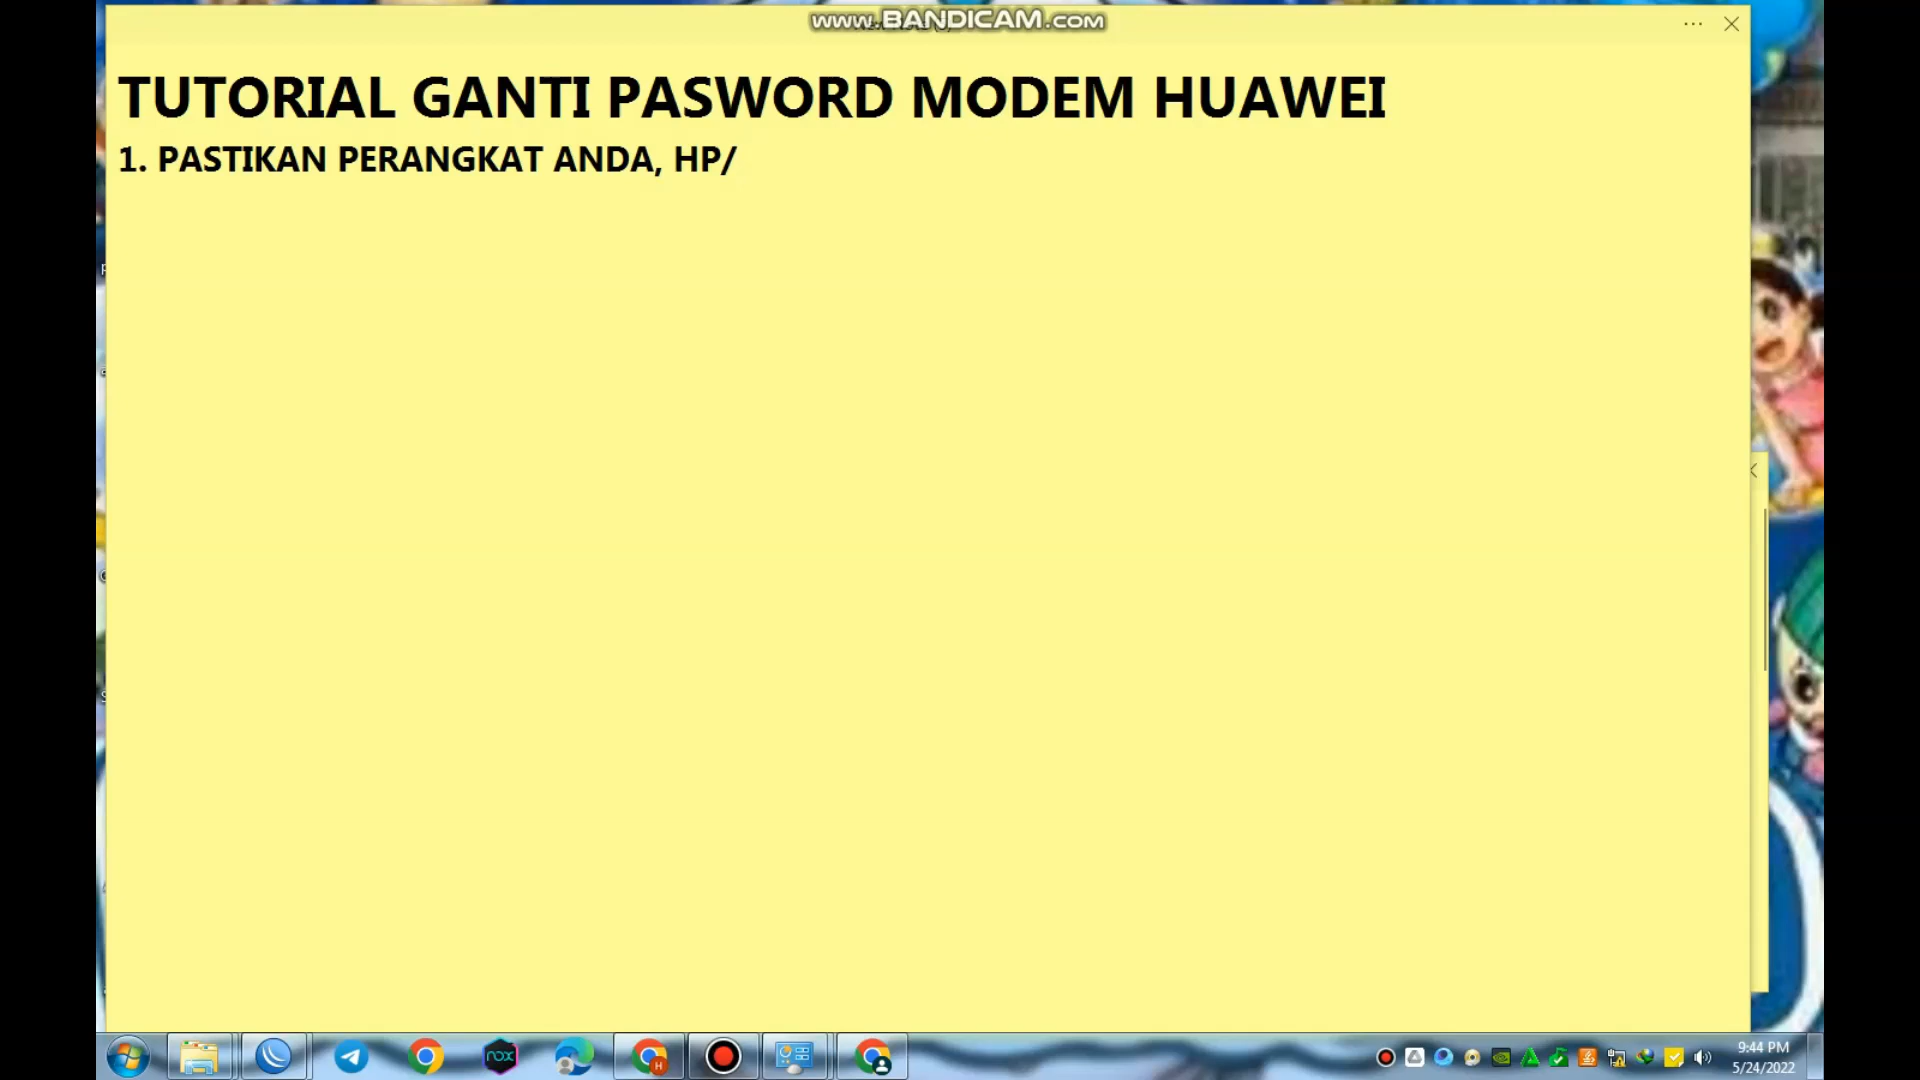 www.BANDICAM.com
TUTORIAL GANTI PASWORD MODEM HUAWEI
1. PASTIKAN PERANGKAT ANDA, HP/
nox
H
9:44 PM
5/24/2022